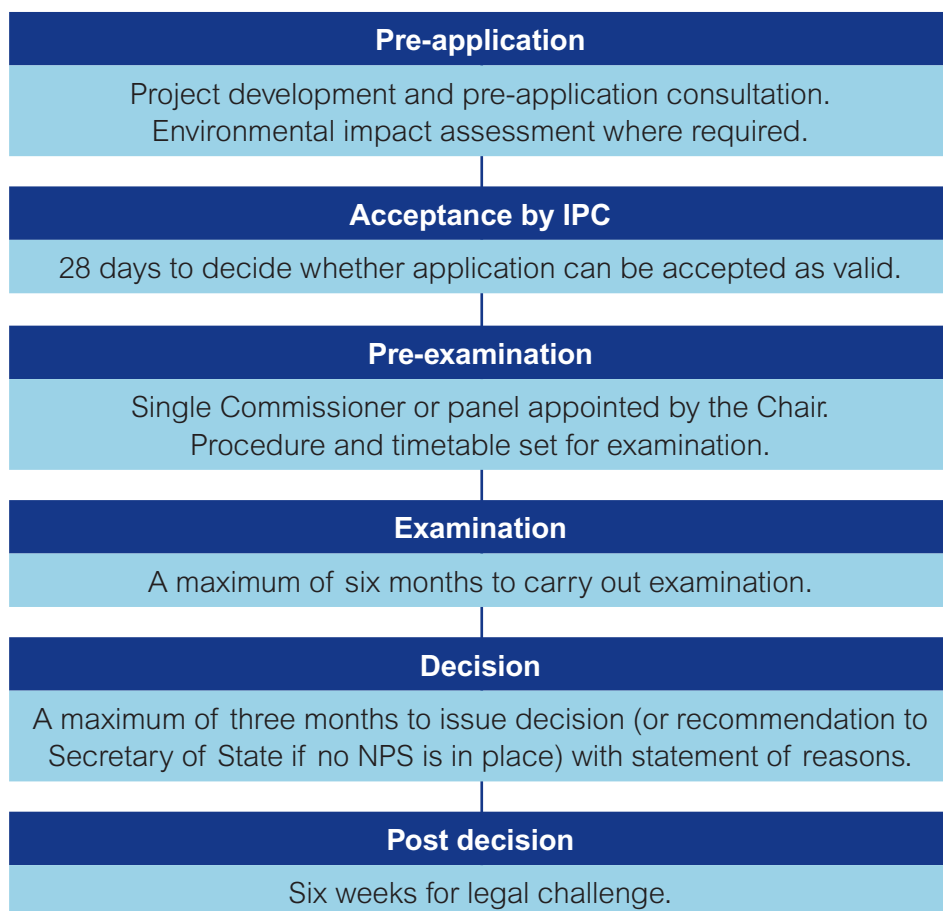 Pre-application
Project development and pre-application consultation.
Environmental impact assessment where required.
Acceptance by IPC
28 days to decide whether application can be accepted as valid.
Pre-examination
Single Commissioner or panel appointed by the Chair.
Procedure and timetable set for examination.
Examination
A maximum of six months to carry out examination.
Decision
A maximum of three months to issue decision (or recommendation to
Secretary of State if no NPS is in place) with statement of reasons.
Post decision
Six weeks for legal challenge.